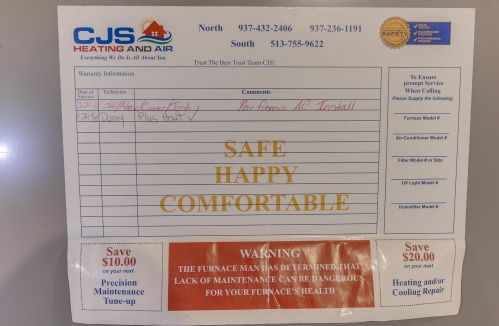 CJS
HEATING AND AIR
Everything We Do Is All About You
North 937-432-2406 937-236-1191
South 513-755-9622
SAFETY
Trust The Best Trust Team CJS!
Warranty Information
Date of Service Technician Comments
New Furnace AC Install
Danny Plus Heat ✓
SAFE
HAPPY
COMFORTABLE
To Ensure
prompt Service
When Calling
Please Supply the following:
Furnace Model #
Air-Conditioner Model #
Filter Model # or Size
UV Light Model #
Humidifier Model #
Save
$10.00
on your next
Precision
Maintenance
Tune-up
WARNING
THE FURNACE MAN HAS DETERMINED THAT
LACK OF MAINTENANCE CAN BE DANGEROUS
FOR YOUR FURNACE'S HEALTH
Save
$20.00
on your next
Heating and/or
Cooling Repair